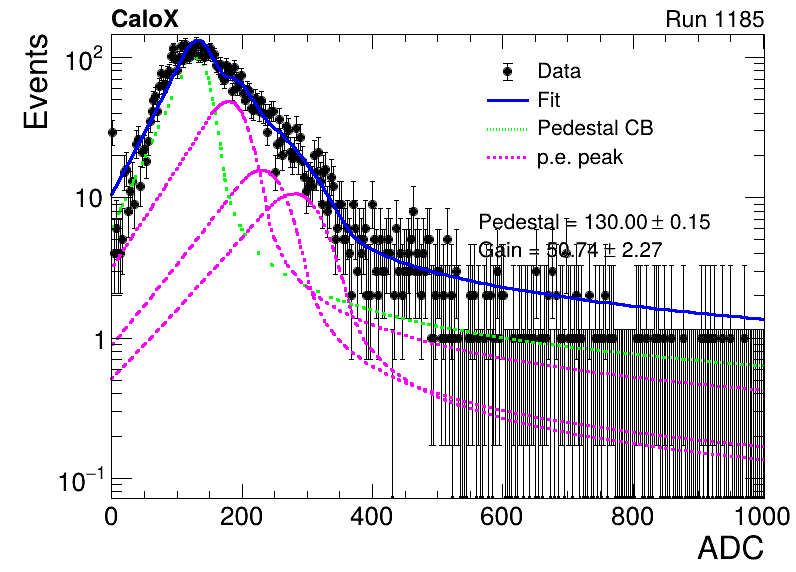 CaloX Run 1185
Events
10²
10
1
10⁻¹
Data
Fit
Pedestal CB
p.e. peak
Pedestal = 130.00 ± 0.15
Gain = 50.74 ± 2.27
0 200 400 600 800 1000
ADC